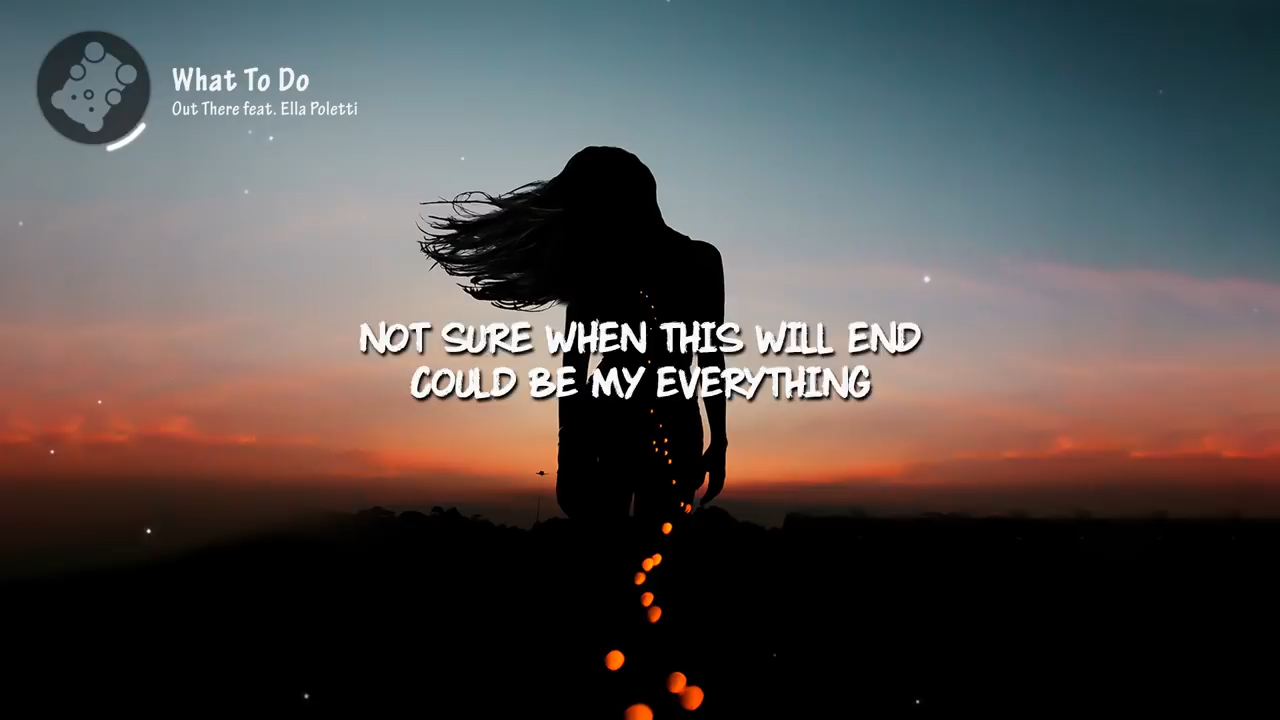 What To Do
Out There feat. Ella Poletti
NOT SURE WHEN THIS WILL END
COULD BE MY EVERYTHING